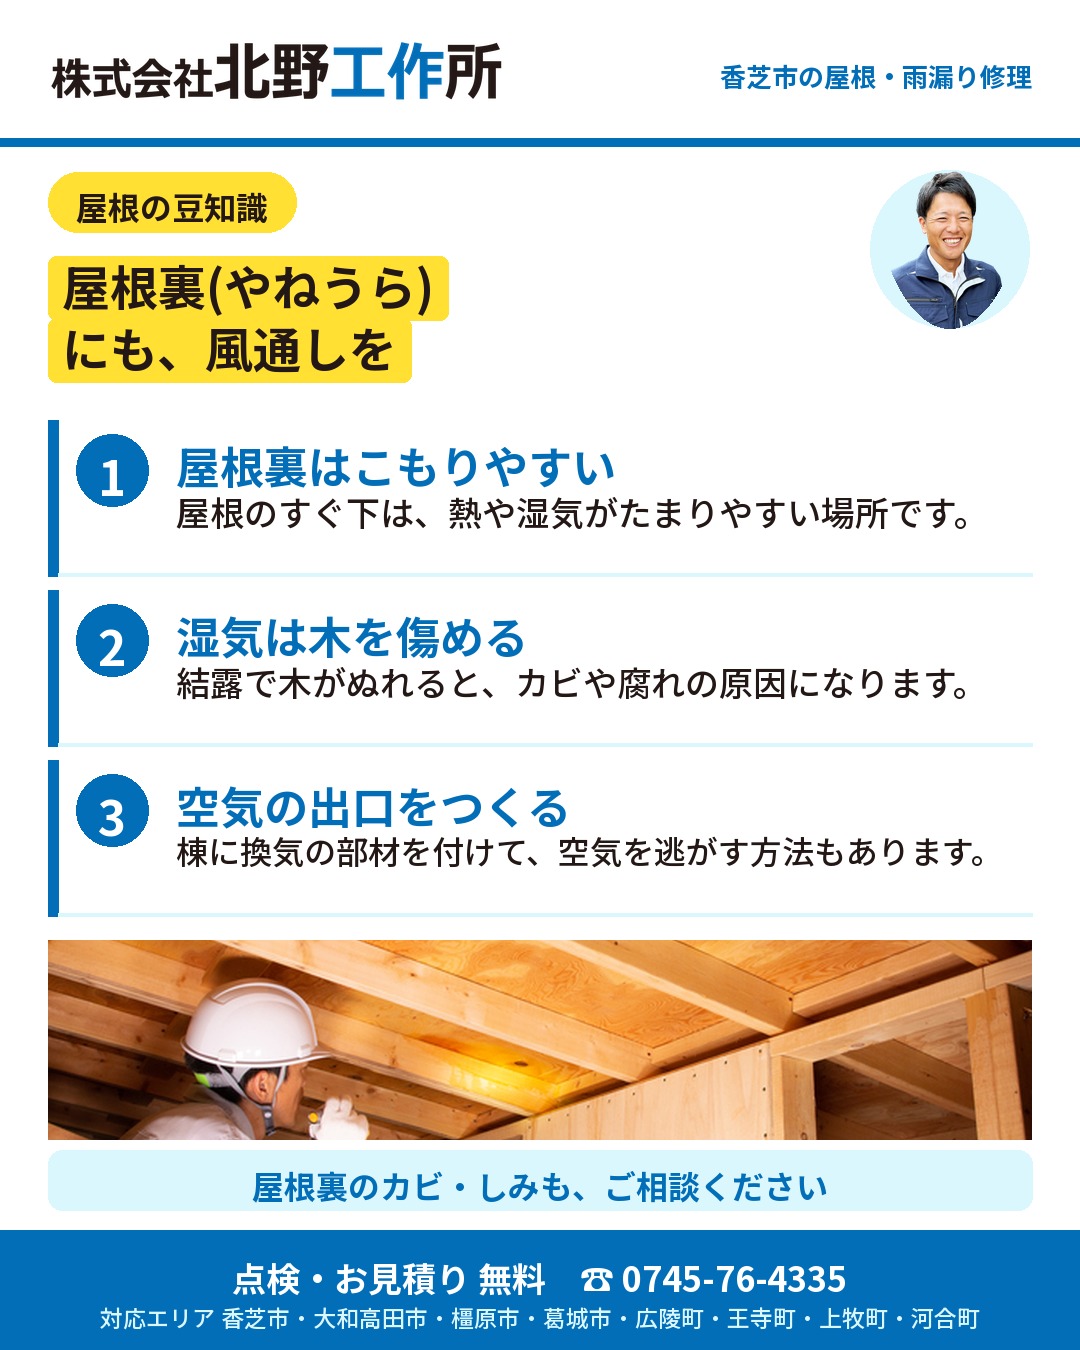 株式会社北野工作所
香芝市の屋根・雨漏り修理
屋根の豆知識
屋根裏(やねうら)
にも、風通しを
1
屋根裏はこもりやすい
屋根のすぐ下は、熱や湿気がたまりやすい場所です。
2
湿気は木を傷める
結露で木がぬれると、カビや腐れの原因になります。
3
空気の出口をつくる
棟に換気の部材を付けて、空気を逃がす方法もあります。
屋根裏のカビ・しみも、ご相談ください
点検・お見積り 無料 ☎ 0745-76-4335
対応エリア 香芝市・大和高田市・橿原市・葛城市・広陵町・王寺町・上牧町・河合町